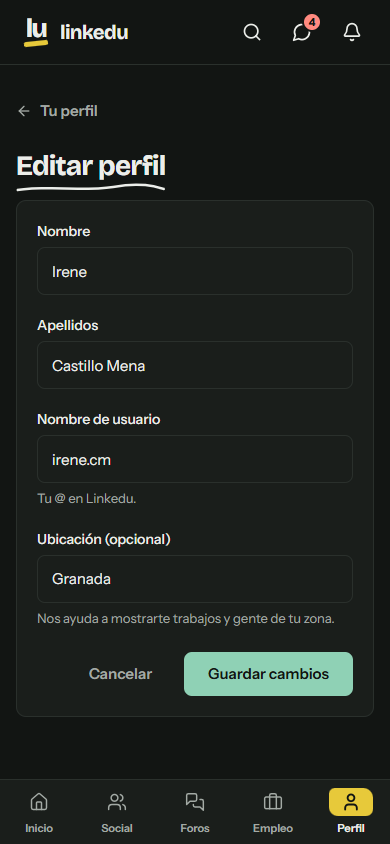 lu linkedu 4
Tu perfil
Editar perfil
Nombre
Irene
Apellidos
Castillo Mena
Nombre de usuario
irene.cm
Tu @ en Linkedu.
Ubicación (opcional)
Granada
Nos ayuda a mostrarte trabajos y gente de tu zona.
Cancelar Guardar cambios
Inicio Social Foros Empleo Perfil